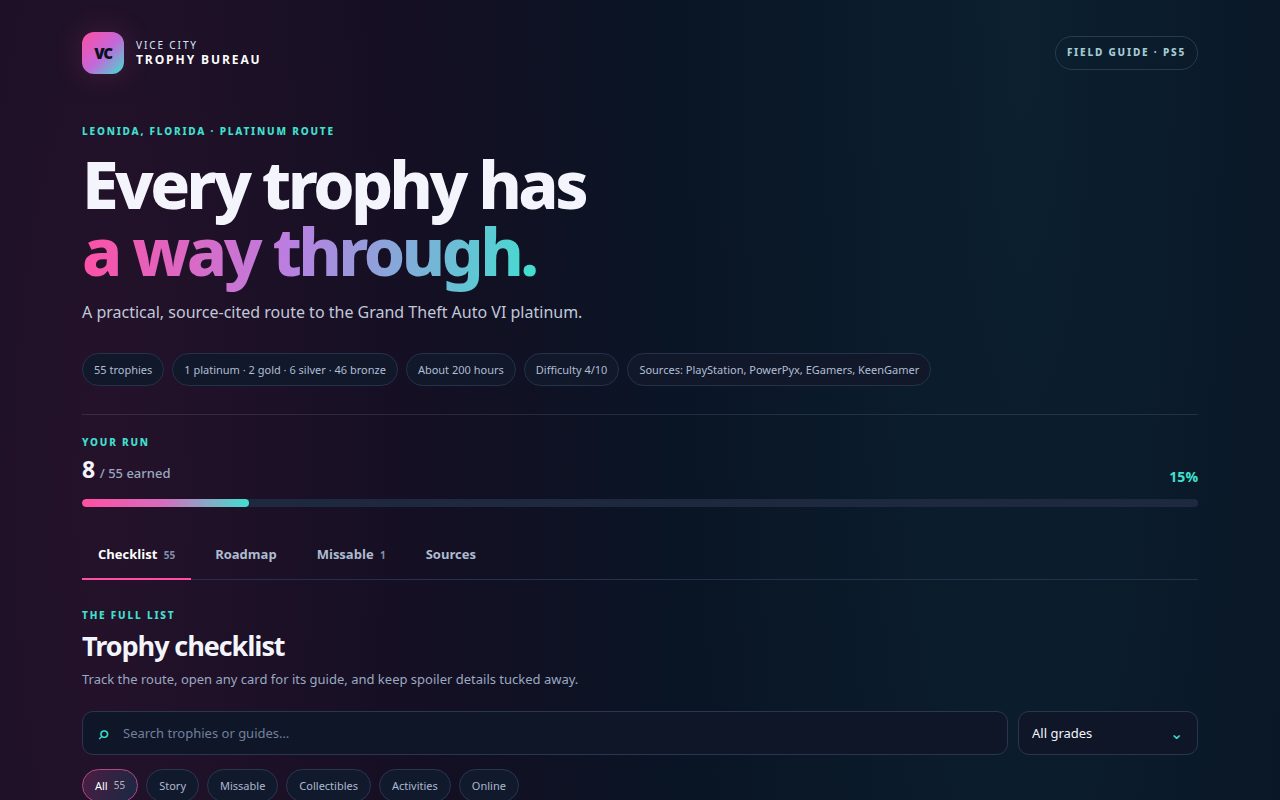 VC
VICE CITY
TROPHY BUREAU
FIELD GUIDE · PS5
LEONIDA, FLORIDA · PLATINUM ROUTE
Every trophy has
a way through.
A practical, source-cited route to the Grand Theft Auto VI platinum.
55 trophies
1 platinum · 2 gold · 6 silver · 46 bronze
About 200 hours
Difficulty 4/10
Sources: PlayStation, PowerPyx, EGamers, KeenGamer
YOUR RUN
8 / 55 earned
15%
Checklist 55
Roadmap
Missable 1
Sources
THE FULL LIST
Trophy checklist
Track the route, open any card for its guide, and keep spoiler details tucked away.
Search trophies or guides...
All grades
All 55
Story
Missable
Collectibles
Activities
Online